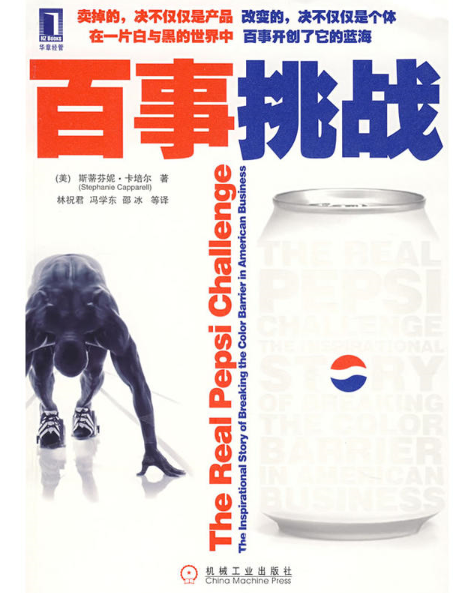 卖掉的，决不仅仅是产品 改变的，决不仅仅是个体
在一片白与黑的世界中 百事开创了它的蓝海
HZ Books
华章经管
百事挑战
(美) 斯蒂芬妮·卡培尔 著
(Stephanie Capparell)
林祝君 冯学东 邵冰 等译
The Real Pepsi Challenge
The Inspirational Story of Breaking the Color Barrier in American Business
THE REAL
PEPSI
CHALLENGE
THE INSPIRATIONAL
STORY
OF BREAKING
THE COLOR
BARRIER
IN AMERICAN
BUSINESS
机械工业出版社
China Machine Press